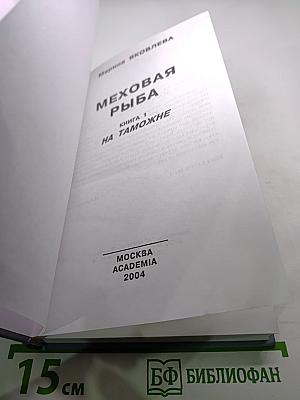 Марина ЯКОВЛЕВА
МЕХОВАЯ
РЫБА
КНИГА 1
НА ТАМОЖНЕ
МОСКВА
ACADEMIA
2004
15 см
БФ БИБЛИОФАН